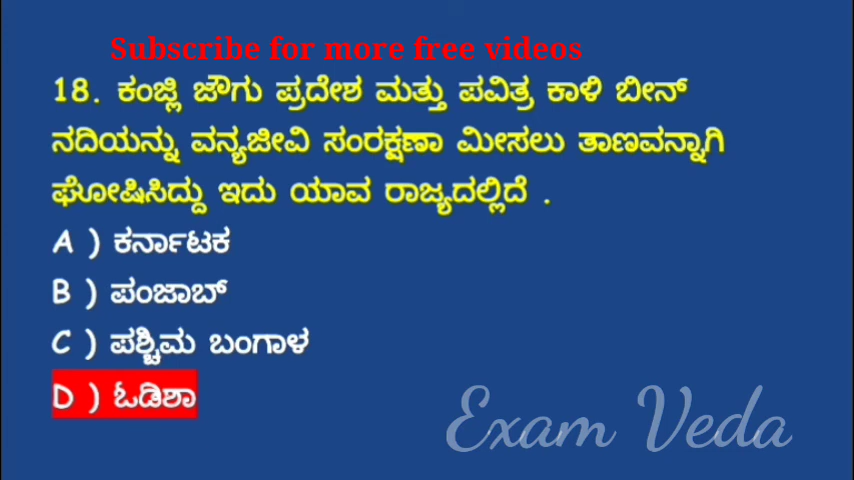 Subscribe for more free videos
18. ಕಂಜ್ಲಿ ಜೌಗು ಪ್ರದೇಶ ಮತ್ತು ಪವಿತ್ರ ಕಾಳಿ ಬೀನ್
ನದಿಯನ್ನು ವನ್ಯಜೀವಿ ಸಂರಕ್ಷಣಾ ಮೀಸಲು ತಾಣವನ್ನಾಗಿ
ಘೋಷಿಸಿದ್ದು ಇದು ಯಾವ ರಾಜ್ಯದಲ್ಲಿದೆ .
A ) ಕರ್ನಾಟಕ
B ) ಪಂಜಾಬ್
C ) ಪಶ್ಚಿಮ ಬಂಗಾಳ
D ) ಓಡಿಶಾ
Exam Veda